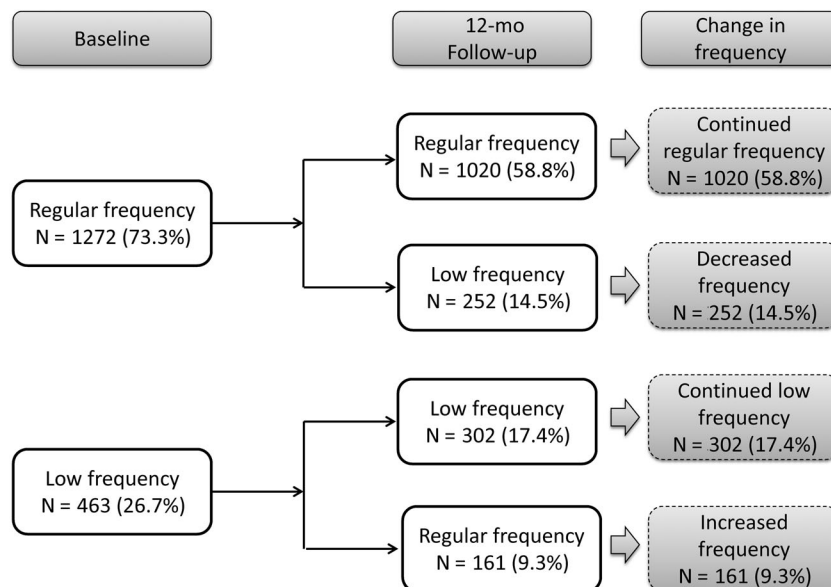 Baseline
12-mo
Follow-up
Change in
frequency
Regular frequency
N = 1272 (73.3%)
Regular frequency
N = 1020 (58.8%)
Continued
regular frequency
N = 1020 (58.8%)
Low frequency
N = 252 (14.5%)
Decreased
frequency
N = 252 (14.5%)
Low frequency
N = 463 (26.7%)
Low frequency
N = 302 (17.4%)
Continued low
frequency
N = 302 (17.4%)
Regular frequency
N = 161 (9.3%)
Increased
frequency
N = 161 (9.3%)